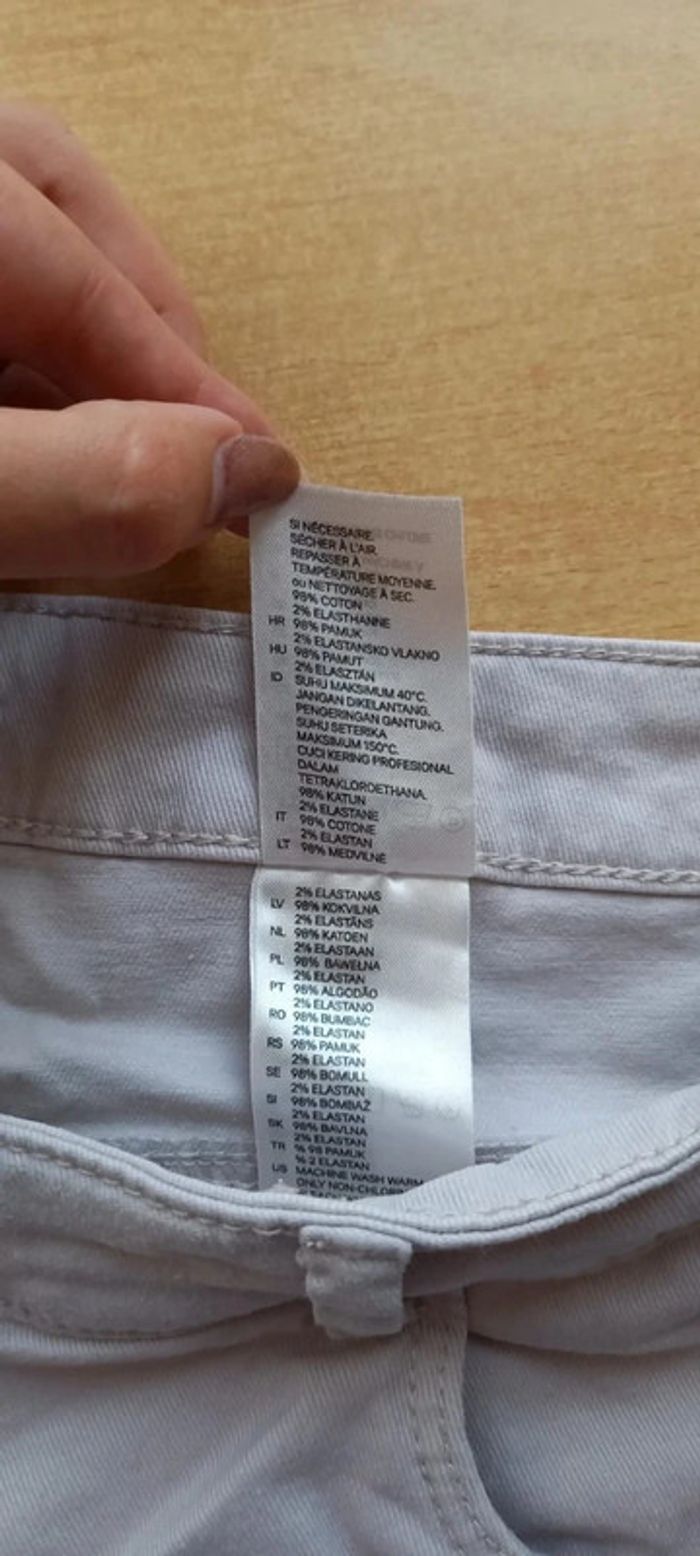 SI NÉCESSAIRE.
SÉCHER À L'AIR.
REPASSER À
TEMPÉRATURE MOYENNE.
ou NETTOYAGE À SEC.
98% COTON
2% ELASTHANNE
HR 98% PAMUK
2% ELASTANSKO VLAKNO
HU 98% PAMUT
2% ELASZTÁN
ID SUHU MAKSIMUM 40°C.
JANGAN DIKELANTANG.
PENGERINGAN GANTUNG.
SUHU SETERIKA
MAKSIMUM 150°C.
CUCI KERING PROFESIONAL
DALAM
TETRAKLOROETHANA.
98% KATUN
2% ELASTANE
IT 98% COTONE
2% ELASTAN
LT 98% MEDVILNĖ
2% ELASTANAS
LV 98% KOKVILNA
2% ELASTĀNS
NL 98% KATOEN
2% ELASTAAN
PL 98% BAWEŁNA
2% ELASTAN
PT 98% ALGODÃO
2% ELASTANO
RO 98% BUMBAC
2% ELASTAN
RS 98% PAMUK
2% ELASTAN
SE 98% BOMULL
2% ELASTAN
SI 98% BOMBAŽ
2% ELASTAN
SK 98% BAVLNA
2% ELASTAN
TR % 98 PAMUK
% 2 ELASTAN
US MACHINE WASH WARM
ONLY NON-CHLORINE